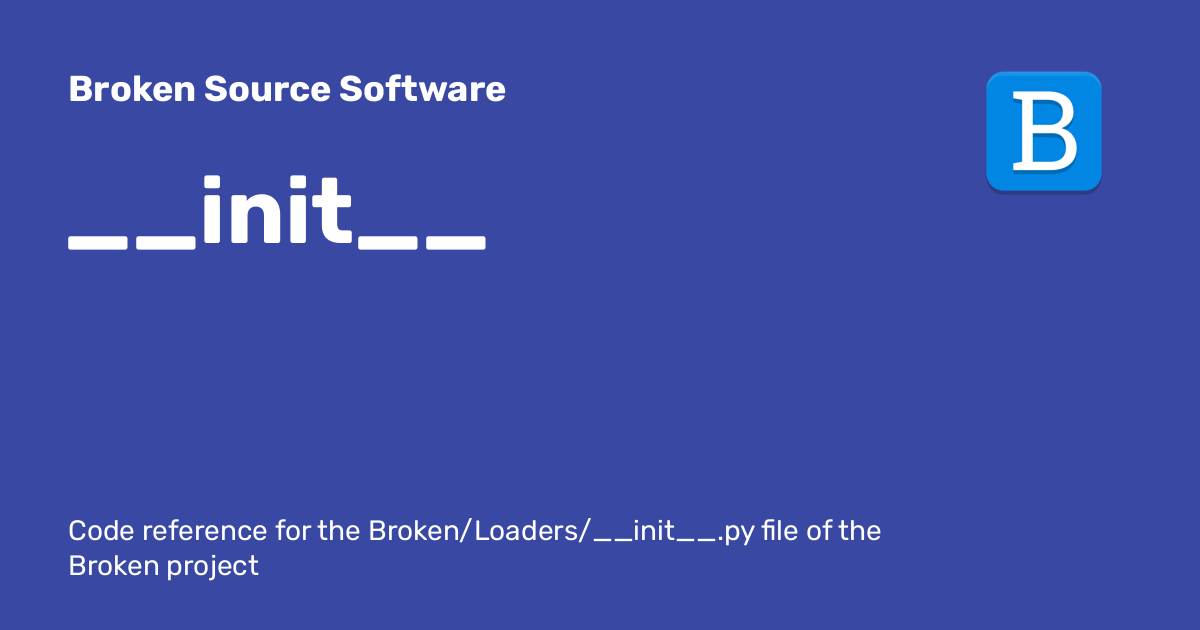 Broken Source Software
B
__init__
Code reference for the Broken/Loaders/__init__.py file of the
Broken project